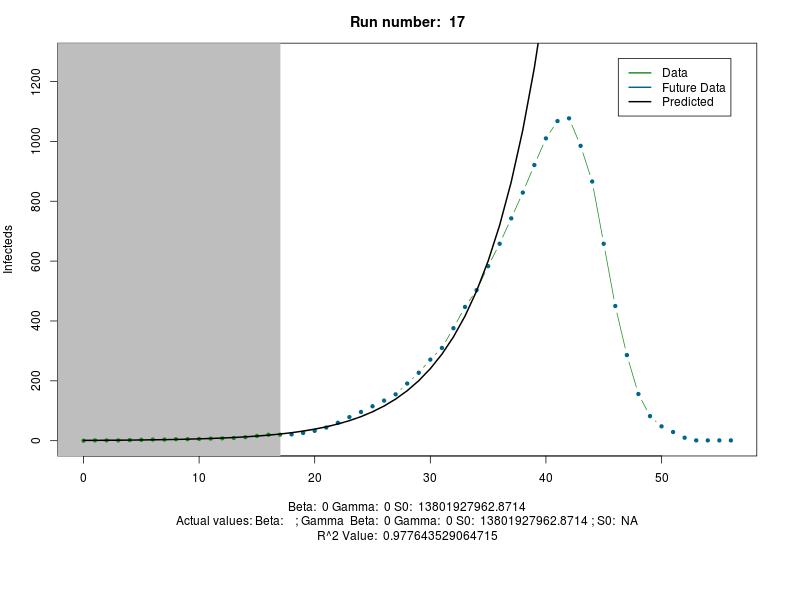 Run number: 17
Data
Future Data
Predicted
Infecteds
1200
1000
800
600
400
200
0
0 10 20 30 40 50
Beta: 0 Gamma: 0 S0: 13801927962.8714
Actual values: Beta: ; Gamma Beta: 0 Gamma: 0 S0: 13801927962.8714 ; S0: NA
R^2 Value: 0.977643529064715